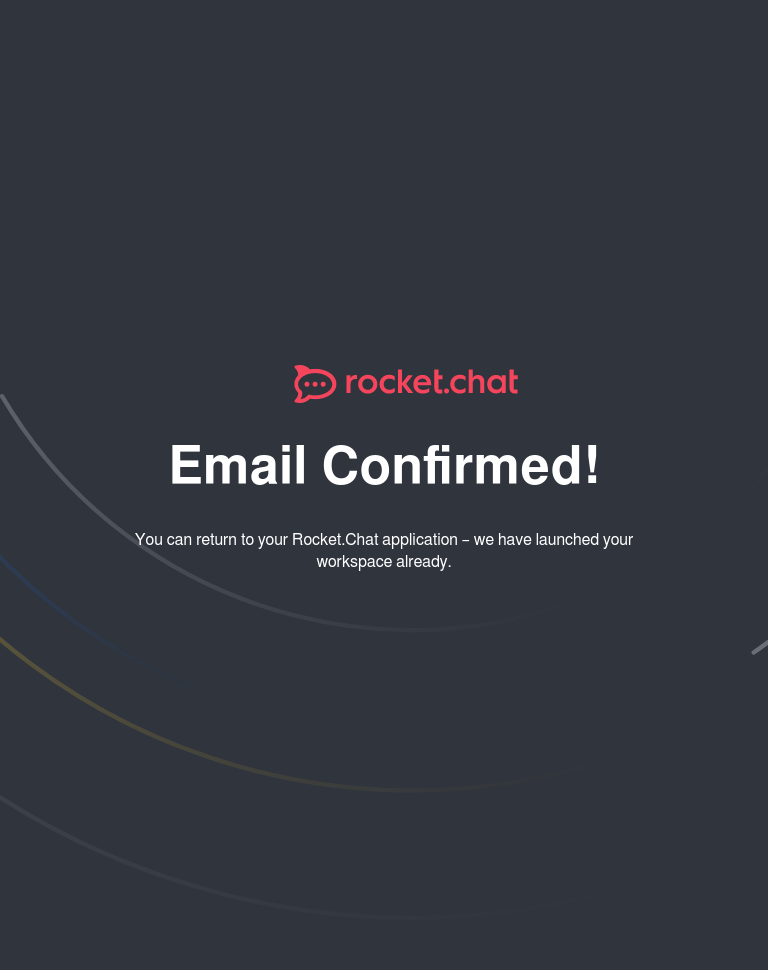 rocket.chat
Email Confirmed!
You can return to your Rocket.Chat application – we have launched your
workspace already.